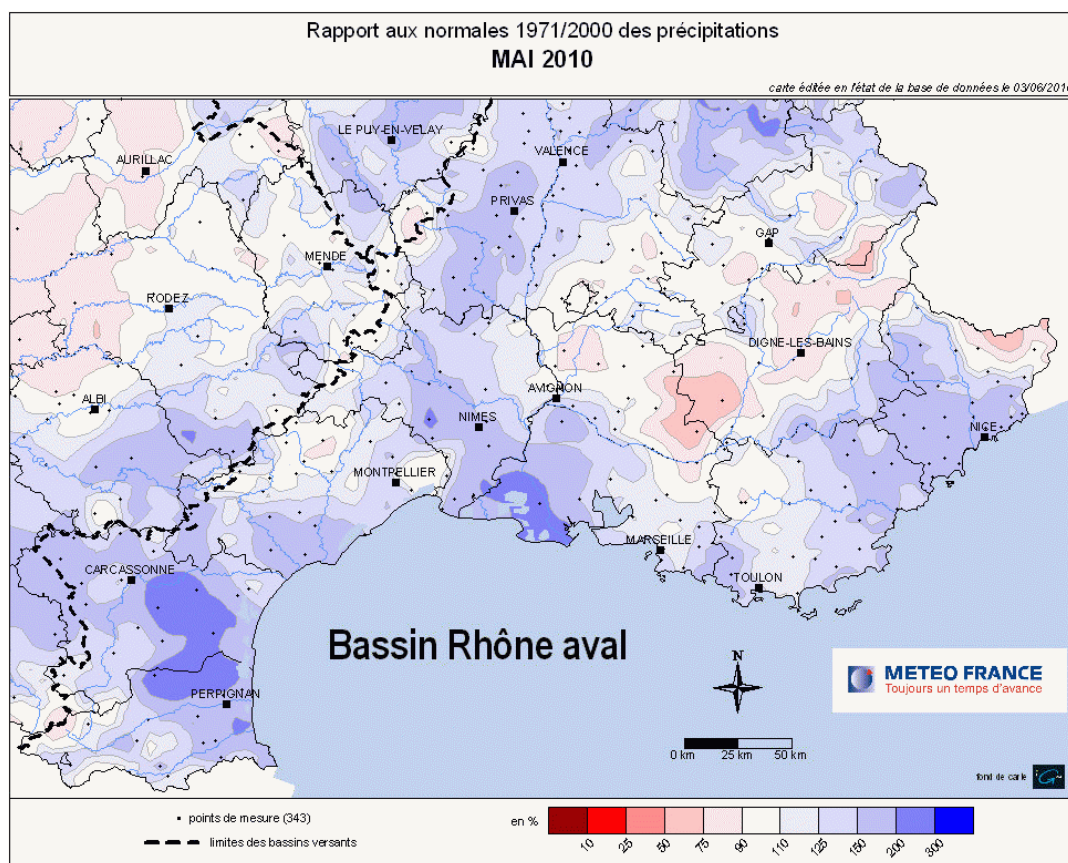 Rapport aux normales 1971/2000 des précipitations
MAI 2010
carte éditée en l'état de la base de données le 03/06/2010
LE PUY-EN-VELAY
VALENCE
AURILLAC
PRIVAS
GAP
MENDE
RODEZ
DIGNE-LES-BAINS
ALBI
AVIGNON
NIMES
NICE
MONTPELLIER
MARSEILLE
CARCASSONNE
TOULON
Bassin Rhône aval
N
METEO FRANCE
Toujours un temps d'avance
PERPIGNAN
0 km 25 km 50 km
fond de carte
points de mesure (343)
limites des bassins versants
en %
10 25 50 75 90 110 125 150 200 300